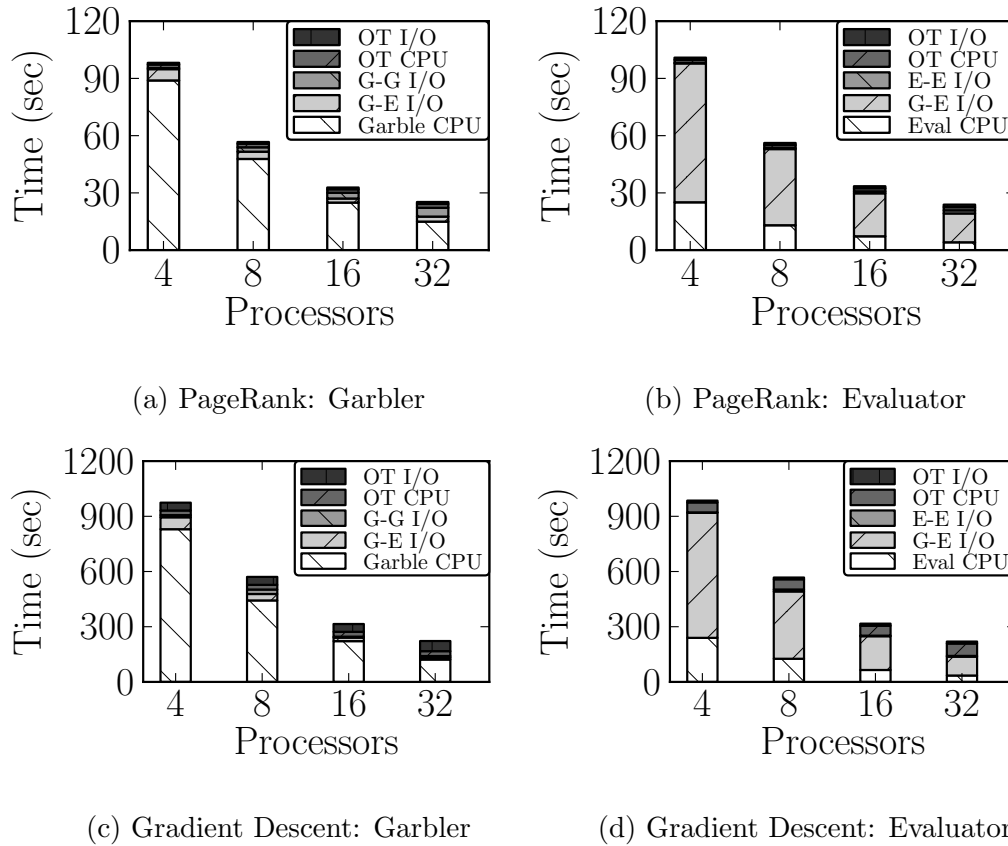 120
90
60
30
0
Time (sec)
OT I/O
OT CPU
G-G I/O
G-E I/O
Garble CPU
4 8 16 32
Processors
(a) PageRank: Garbler
120
90
60
30
0
Time (sec)
OT I/O
OT CPU
E-E I/O
G-E I/O
Eval CPU
4 8 16 32
Processors
(b) PageRank: Evaluator
1200
900
600
300
0
Time (sec)
OT I/O
OT CPU
G-G I/O
G-E I/O
Garble CPU
4 8 16 32
Processors
(c) Gradient Descent: Garbler
1200
900
600
300
0
Time (sec)
OT I/O
OT CPU
E-E I/O
G-E I/O
Eval CPU
4 8 16 32
Processors
(d) Gradient Descent: Evaluator